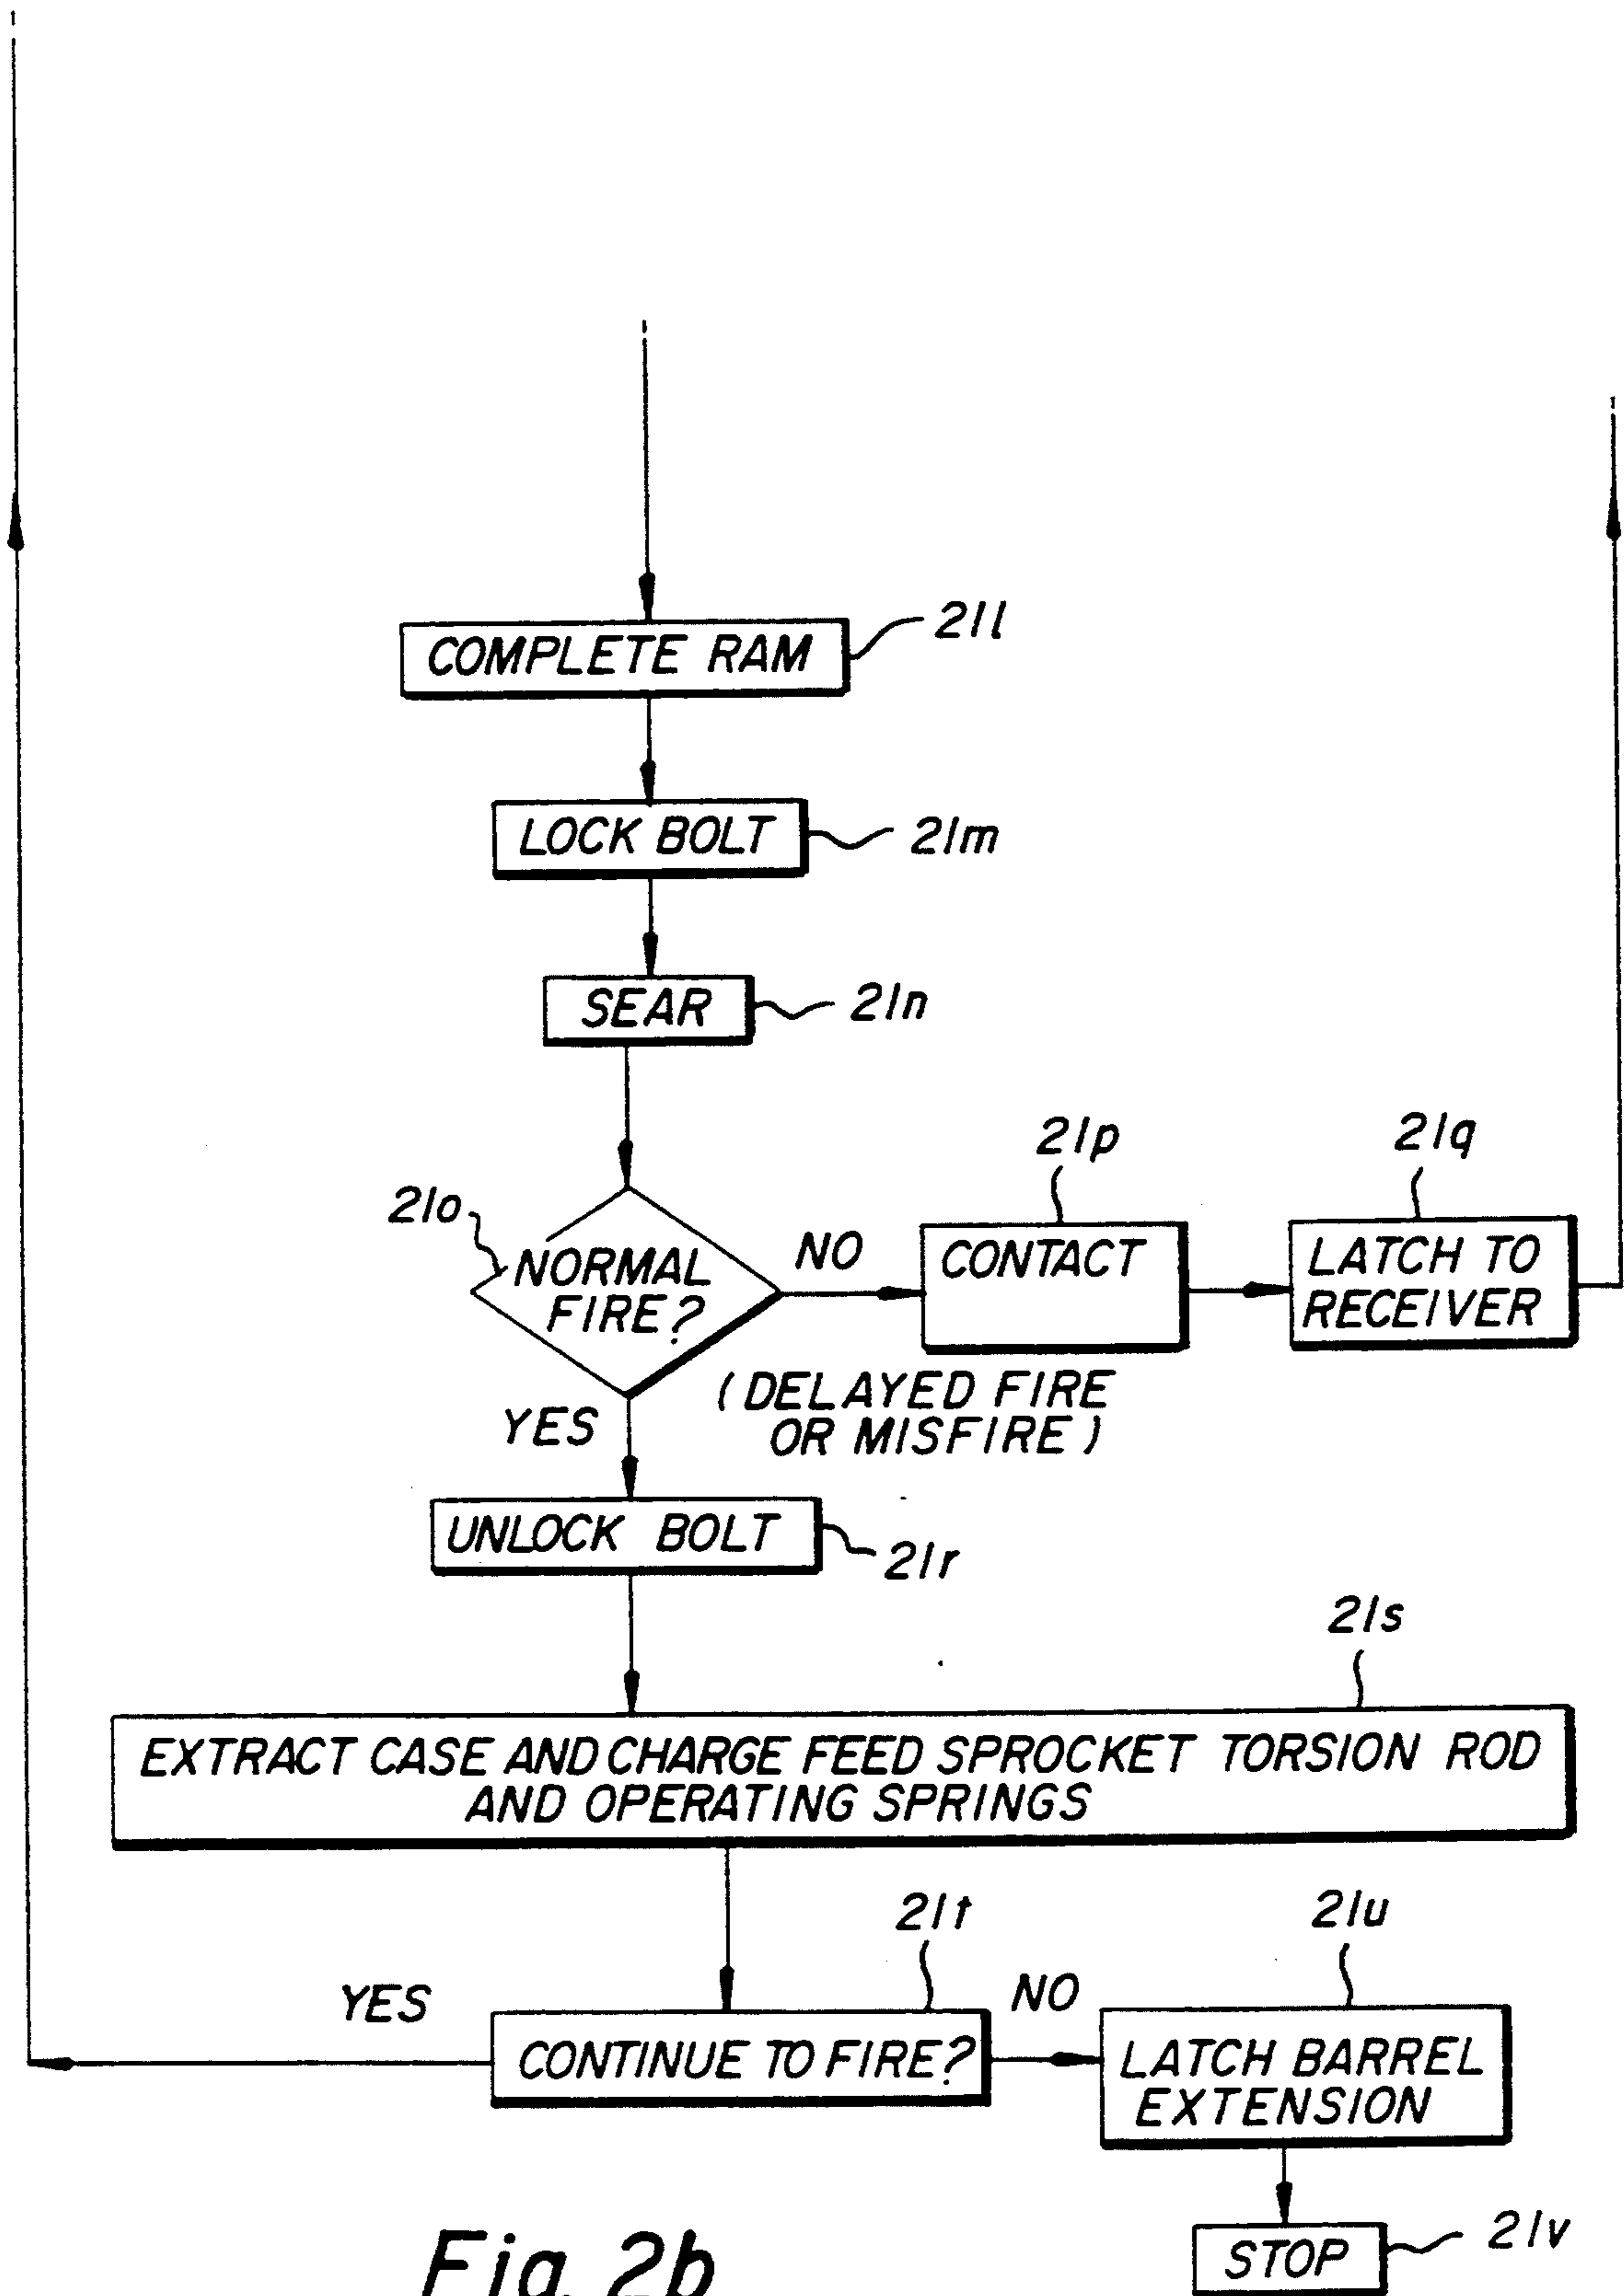 COMPLETE RAM
21l
LOCK BOLT
21m
SEAR
21n
21o
NORMAL
FIRE?
NO
21p
CONTACT
21q
LATCH TO
RECEIVER
(DELAYED FIRE
OR MISFIRE)
YES
UNLOCK BOLT
21r
21s
EXTRACT CASE AND CHARGE FEED SPROCKET TORSION ROD
AND OPERATING SPRINGS
21t
YES
CONTINUE TO FIRE?
NO
21u
LATCH BARREL
EXTENSION
STOP
21v
Fig. 2b